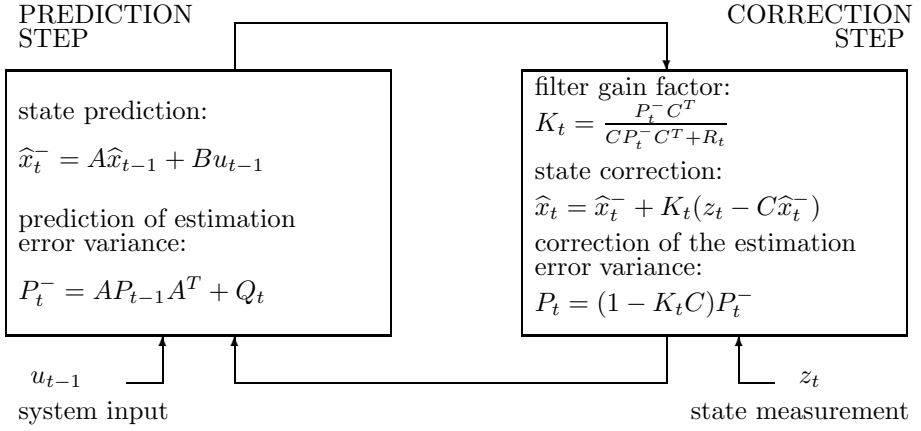 PREDICTION
STEP
state prediction:
$\widehat{x}_t^- = A\widehat{x}_{t-1} + Bu_{t-1}$
prediction of estimation
error variance:
$P_t^- = AP_{t-1}A^T + Q_t$
$u_{t-1}$
system input
CORRECTION
STEP
filter gain factor:
$K_t = \frac{P_t^- C^T}{CP_t^- C^T + R_t}$
state correction:
$\widehat{x}_t = \widehat{x}_t^- + K_t(z_t - C\widehat{x}_t^-)$
correction of the estimation
error variance:
$P_t = (1 - K_tC)P_t^-$
$z_t$
state measurement